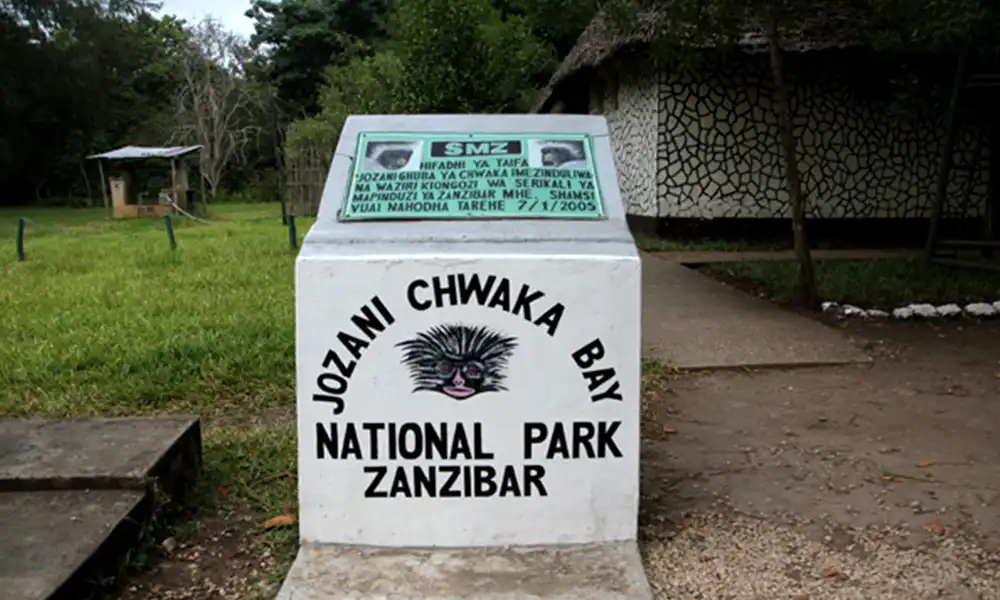 SMZ
HIFADHI YA TAIFA
JOZANI GHUBA YA CHWAKA IMEZINDULIWA
NA WAZIRI KIONGOZI WA SERIKALI YA
MAPINDUZI YA ZANZIBAR MHE. SHAMSI
VUAI NAHODHA TAREHE 7/1/2005
JOZANI CHWAKA BAY
NATIONAL PARK
ZANZIBAR